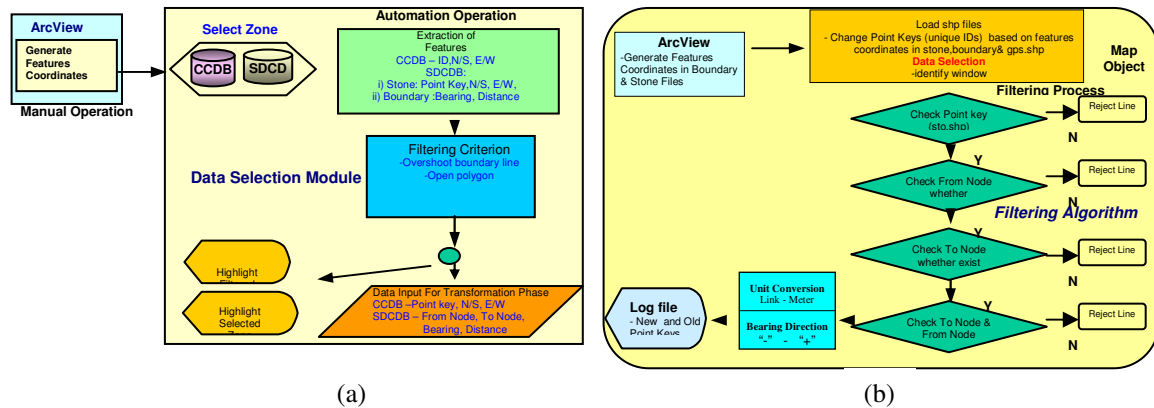 ArcView
Generate
Features
Coordinates
Manual Operation
Select Zone
CCDB
SDCD
Automation Operation
Extraction of
Features
CCDB – ID,N/S, E/W
SDCDB:
i) Stone: Point Key,N/S, E/W,
ii) Boundary :Bearing, Distance
Filtering Criterion
-Overshoot boundary line
-Open polygon
Data Selection Module
Highlight
Highlight
Selected
Data Input For Transformation Phase
CCDB –Point key, N/S, E/W
SDCDB – From Node, To Node,
Bearing, Distance
(a)
ArcView
-Generate Features
Coordinates in Boundary
& Stone Files
Load shp files
- Change Point Keys (unique IDs) based on features
coordinates in stone,boundary& gps.shp
Data Selection
-identify window
Map
Object
Filtering Process
Check Point key
(sto.shp)
Reject Line
N
Y
Check From Node
whether
Reject Line
N
Filtering Algorithm
Y
Check To Node
whether exist
Reject Line
N
Y
Check To Node &
From Node
Reject Line
N
Unit Conversion
Link - Meter
Bearing Direction
“-” - “+”
Log file
- New and Old
Point Keys
(b)